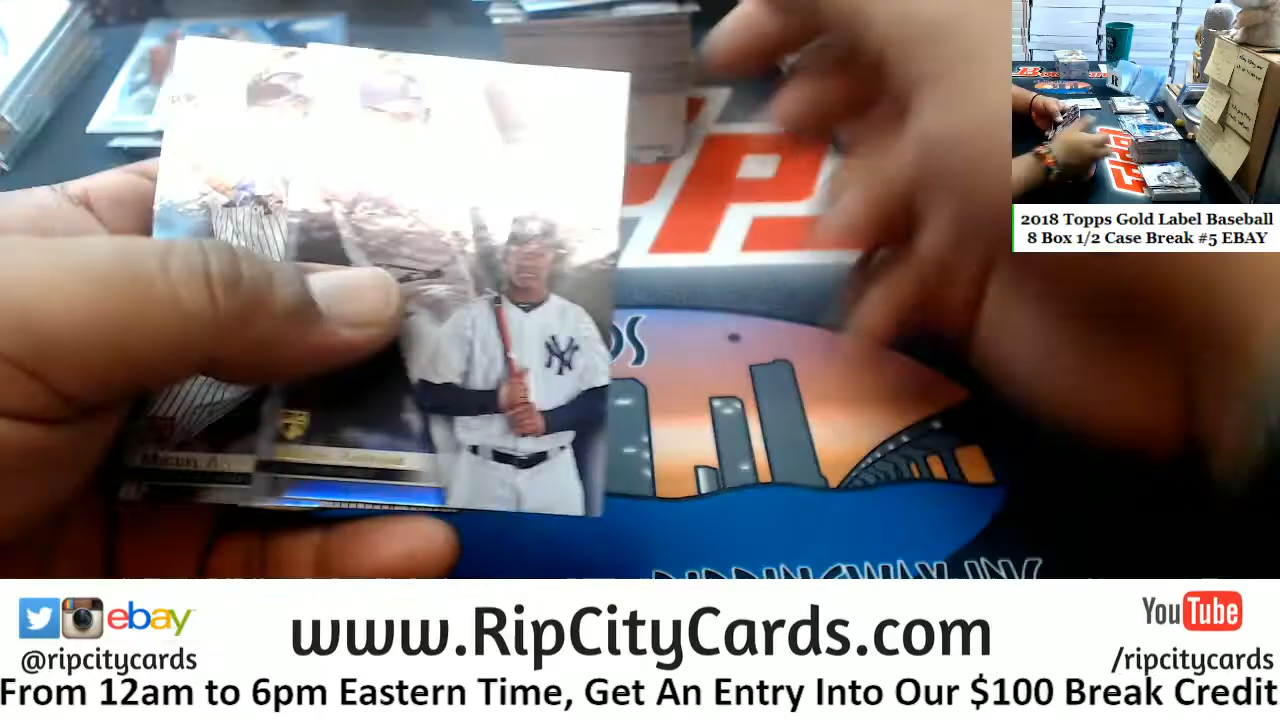 2018 Topps Gold Label Baseball
8 Box 1/2 Case Break #5 EBAY
NY
ebay
@ripcitycards
www.RipCityCards.com
YouTube
/ripcitycards
From 12am to 6pm Eastern Time, Get An Entry Into Our $100 Break Credit